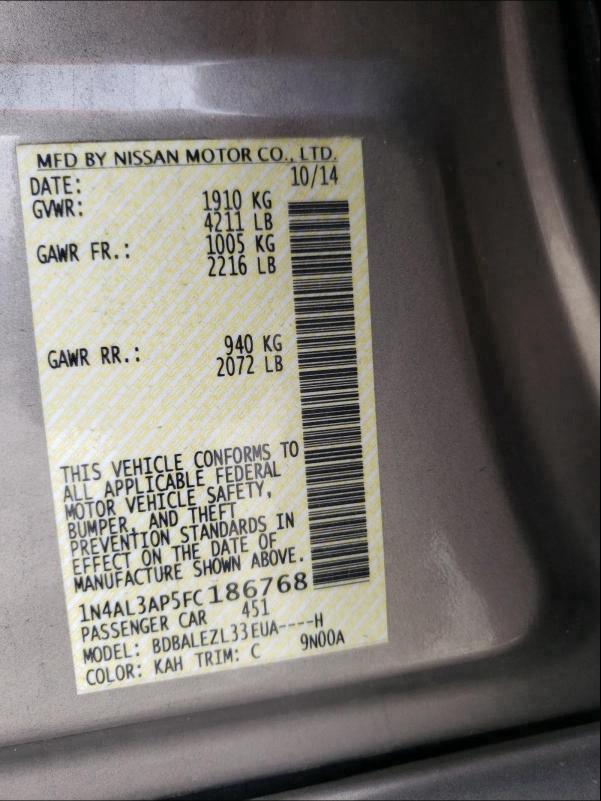 MFD BY NISSAN MOTOR CO., LTD.
DATE: 10/14
GVWR: 1910 KG
4211 LB
GAWR FR.: 1005 KG
2216 LB
GAWR RR.: 940 KG
2072 LB
THIS VEHICLE CONFORMS TO
ALL APPLICABLE FEDERAL
MOTOR VEHICLE SAFETY,
BUMPER, AND THEFT
PREVENTION STANDARDS IN
EFFECT ON THE DATE OF
MANUFACTURE SHOWN ABOVE.
1N4AL3AP5FC186768
PASSENGER CAR 451
MODEL: BDBALEZL33EUA----H
COLOR: KAH TRIM: C 9N00A